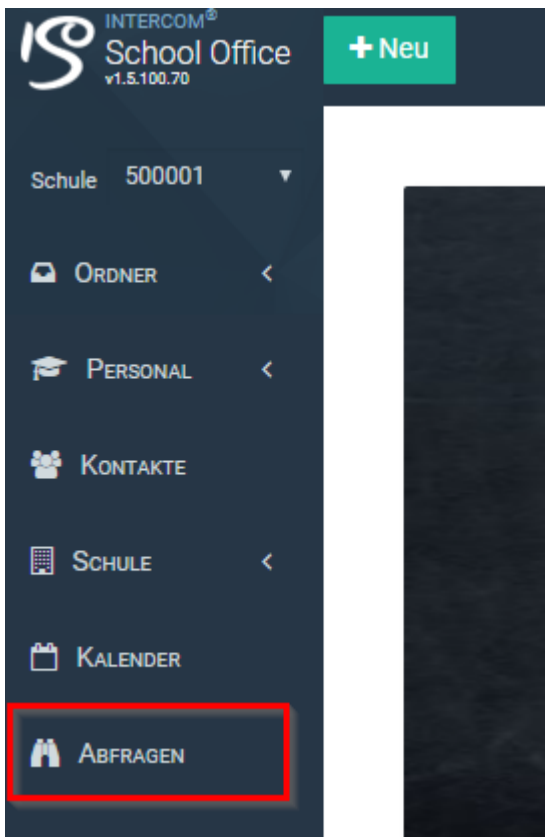 INTERCOM®
School Office
v1.5.100.70
+ Neu
Schule 500001
ORDNER
PERSONAL
KONTAKTE
SCHULE
KALENDER
ABFRAGEN